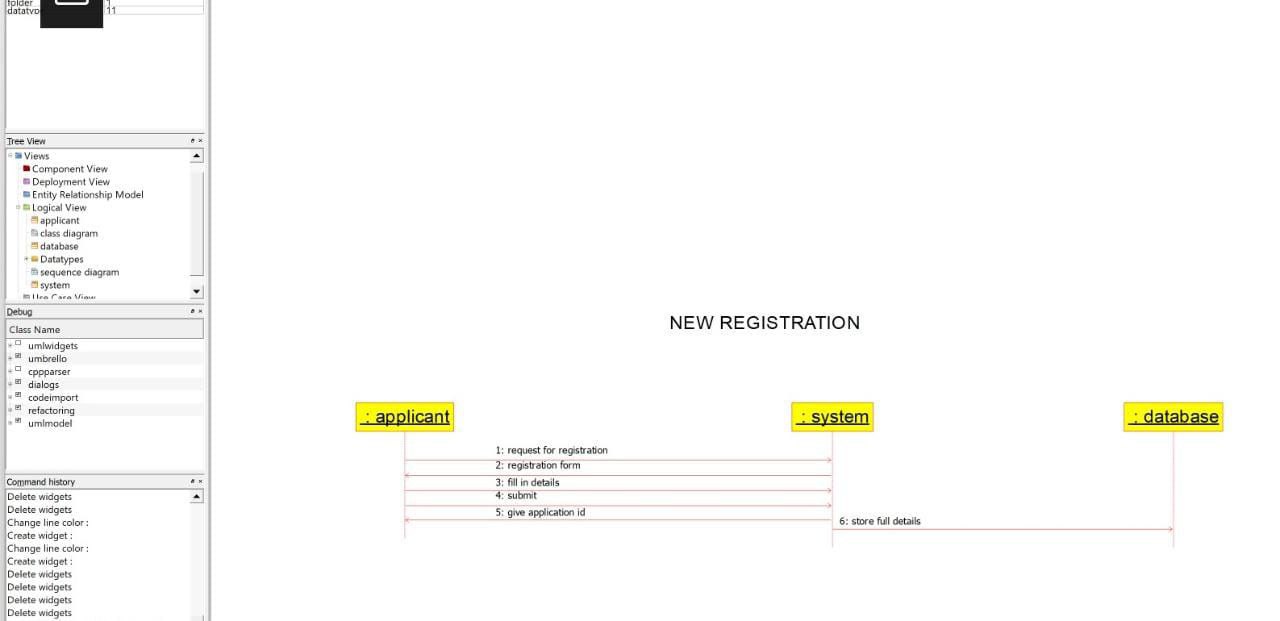 folder
datatype
11
Tree View
Views
Component View
Deployment View
Entity Relationship Model
Logical View
applicant
class diagram
database
Datatypes
sequence diagram
system
Use Case View
Debug
Class Name
umlwidgets
umbrello
cppparser
dialogs
codeimport
refactoring
umlmodel
Command history
Delete widgets
Delete widgets
Change line color :
Create widget :
Change line color :
Create widget :
Delete widgets
Delete widgets
Delete widgets
Delete widgets
NEW REGISTRATION
: applicant
: system
: database
1: request for registration
2: registration form
3: fill in details
4: submit
5: give application id
6: store full details